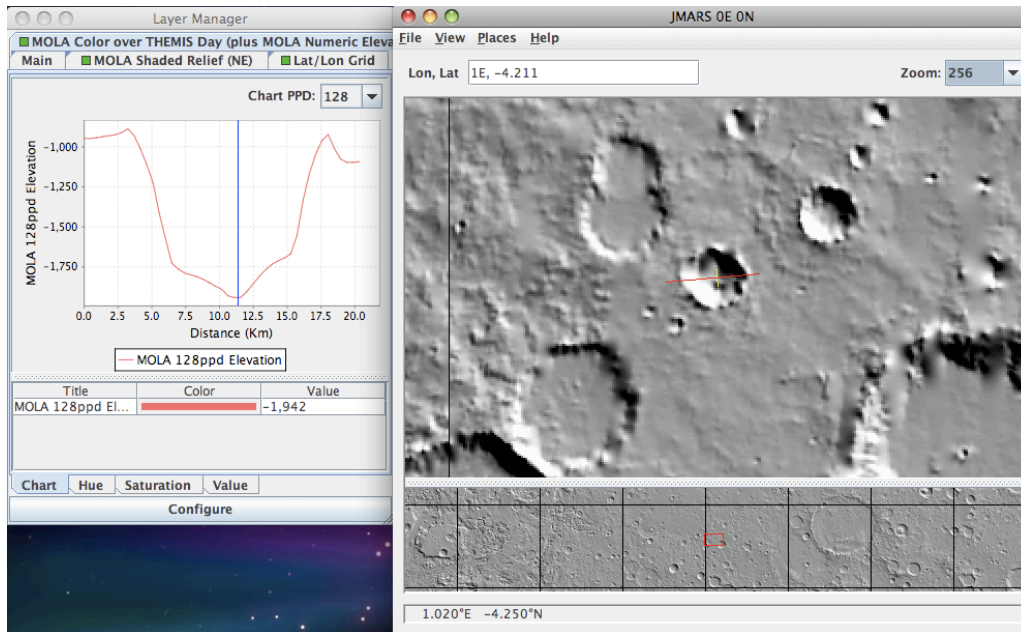 Layer Manager
MOLA Color over THEMIS Day (plus MOLA Numeric Eleva
Main
MOLA Shaded Relief (NE)
Lat/Lon Grid
Chart PPD: 128
MOLA 128ppd Elevation
-1,000
-1,250
-1,500
-1,750
0.0 2.5 5.0 7.5 10.0 12.5 15.0 17.5 20.0
Distance (Km)
MOLA 128ppd Elevation
Title Color Value
MOLA 128ppd El... -1,942
Chart Hue Saturation Value
Configure
JMARS 0E 0N
File View Places Help
Lon, Lat 1E, -4.211 Zoom: 256
1.020°E -4.250°N